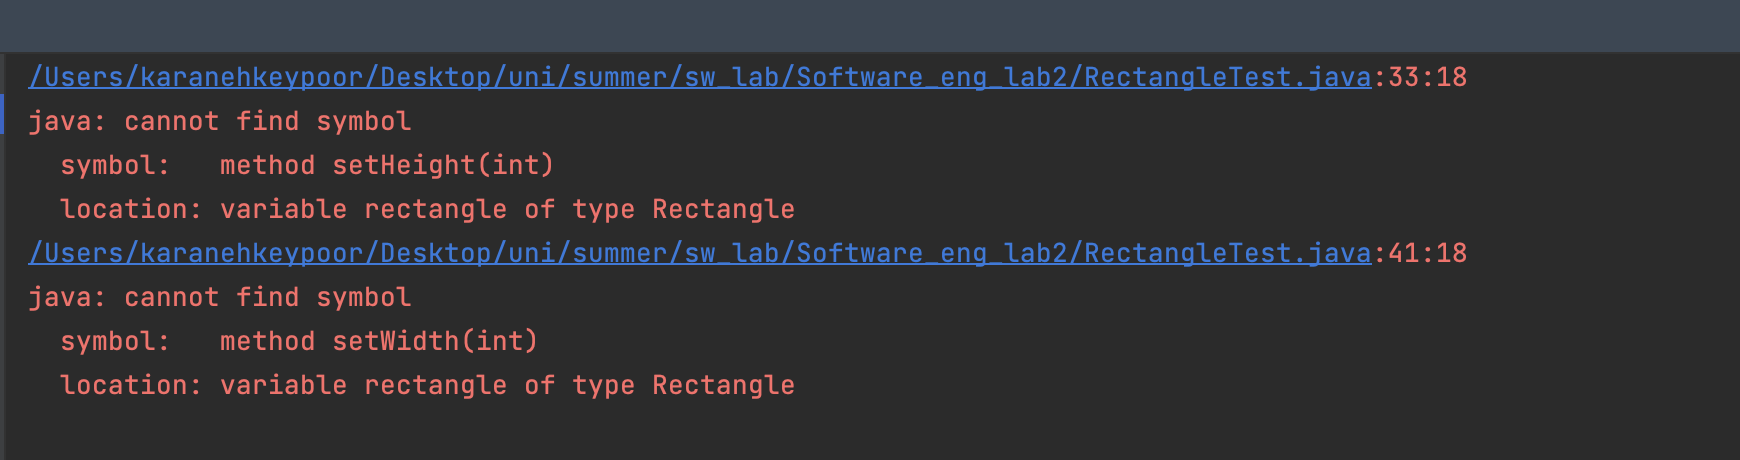 /Users/karanehkeypoor/Desktop/uni/summer/sw_lab/Software_eng_lab2/RectangleTest.java:33:18
java: cannot find symbol
  symbol:   method setHeight(int)
  location: variable rectangle of type Rectangle
/Users/karanehkeypoor/Desktop/uni/summer/sw_lab/Software_eng_lab2/RectangleTest.java:41:18
java: cannot find symbol
  symbol:   method setWidth(int)
  location: variable rectangle of type Rectangle